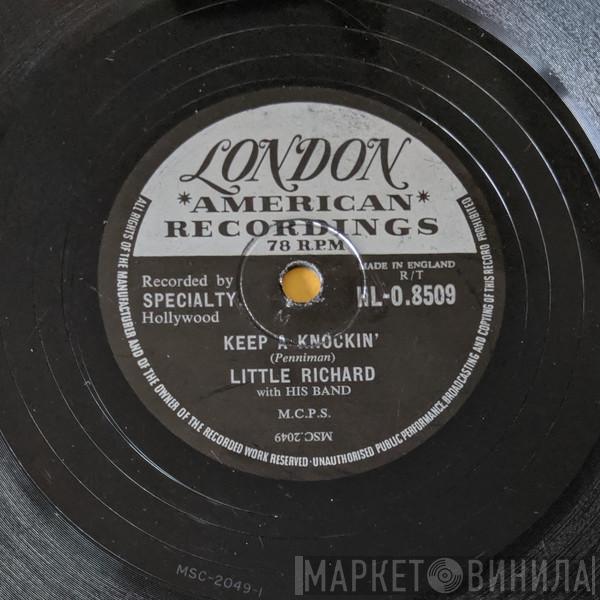 LONDON
*AMERICAN*
RECORDINGS
78 R.P.M
MADE IN ENGLAND
R/T
Recorded by
SPECIALTY
Hollywood
HL-O.8509
KEEP A KNOCKIN'
(Penniman)
LITTLE RICHARD
with HIS BAND
M.C.P.S.
MSC.2049
ALL RIGHTS OF THE MANUFACTURER AND OF THE OWNER OF THE RECORDED WORK RESERVED·UNAUTHORISED PUBLIC PERFORMANCE, BROADCASTING AND COPYING OF THIS RECORD PROHIBITED
MSC-2049-1
МАРКЕТ ВИНИЛА